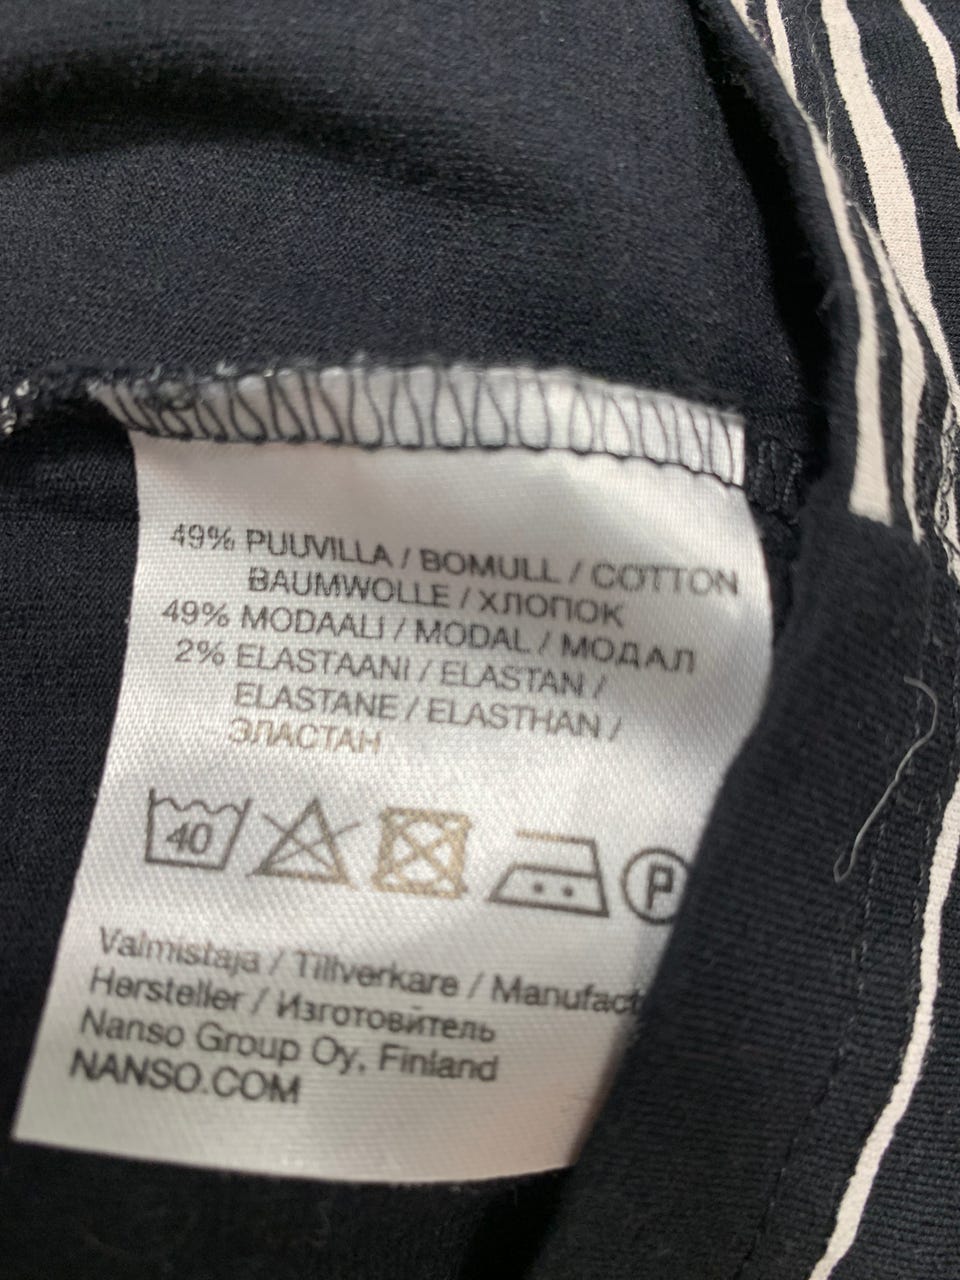 49% PUUVILLA / BOMULL / COTTON
BAUMWOLLE / ХЛОПОК
49% MODAALI / MODAL / МОДАЛ
2% ELASTAANI / ELASTAN /
ELASTANE / ELASTHAN /
ЭЛАСТАН
40 P
Valmistaja / Tillverkare / Manufact
Hersteller / Изготовитель
Nanso Group Oy, Finland
NANSO.COM